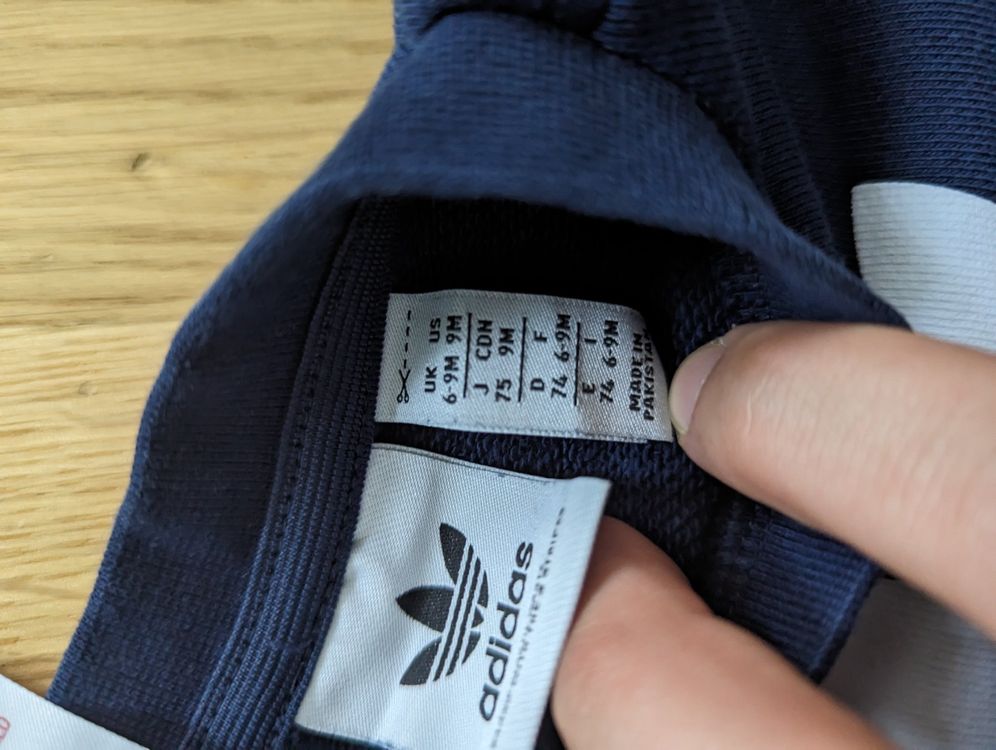 UK US
6-9M 9M
J CDN
75 9M
D F
74 6-9M
E I
74 6-9M
MADE IN
PAKISTAN
adidas